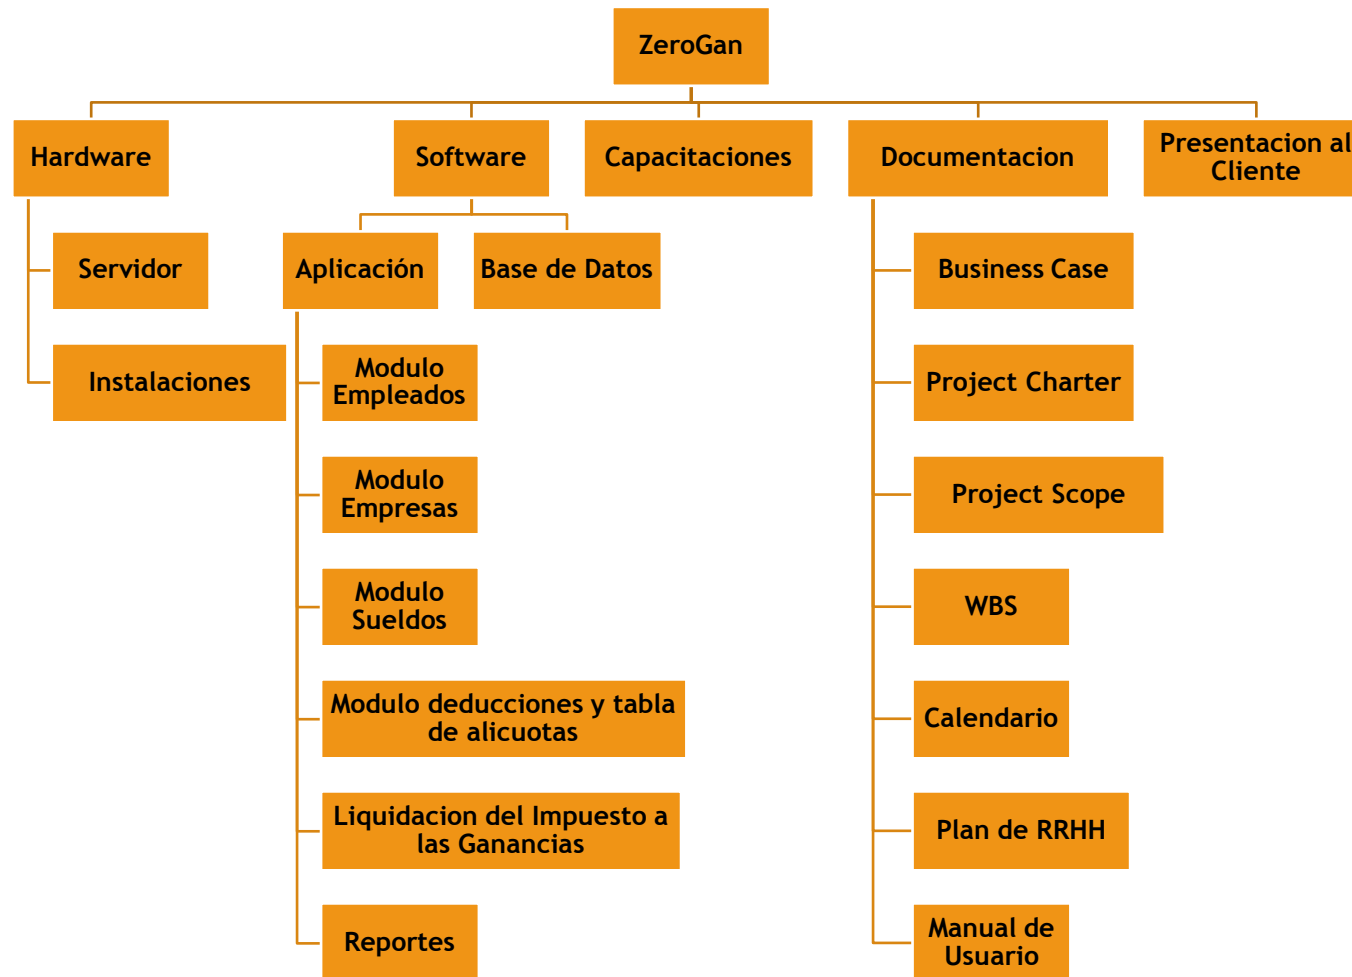 ZeroGan
Hardware
Software
Capacitaciones
Documentacion
Presentacion al
Cliente
Servidor
Instalaciones
Aplicación
Base de Datos
Modulo
Empleados
Modulo
Empresas
Modulo
Sueldos
Modulo deducciones y tabla
de alicuotas
Liquidacion del Impuesto a
las Ganancias
Reportes
Business Case
Project Charter
Project Scope
WBS
Calendario
Plan de RRHH
Manual de
Usuario